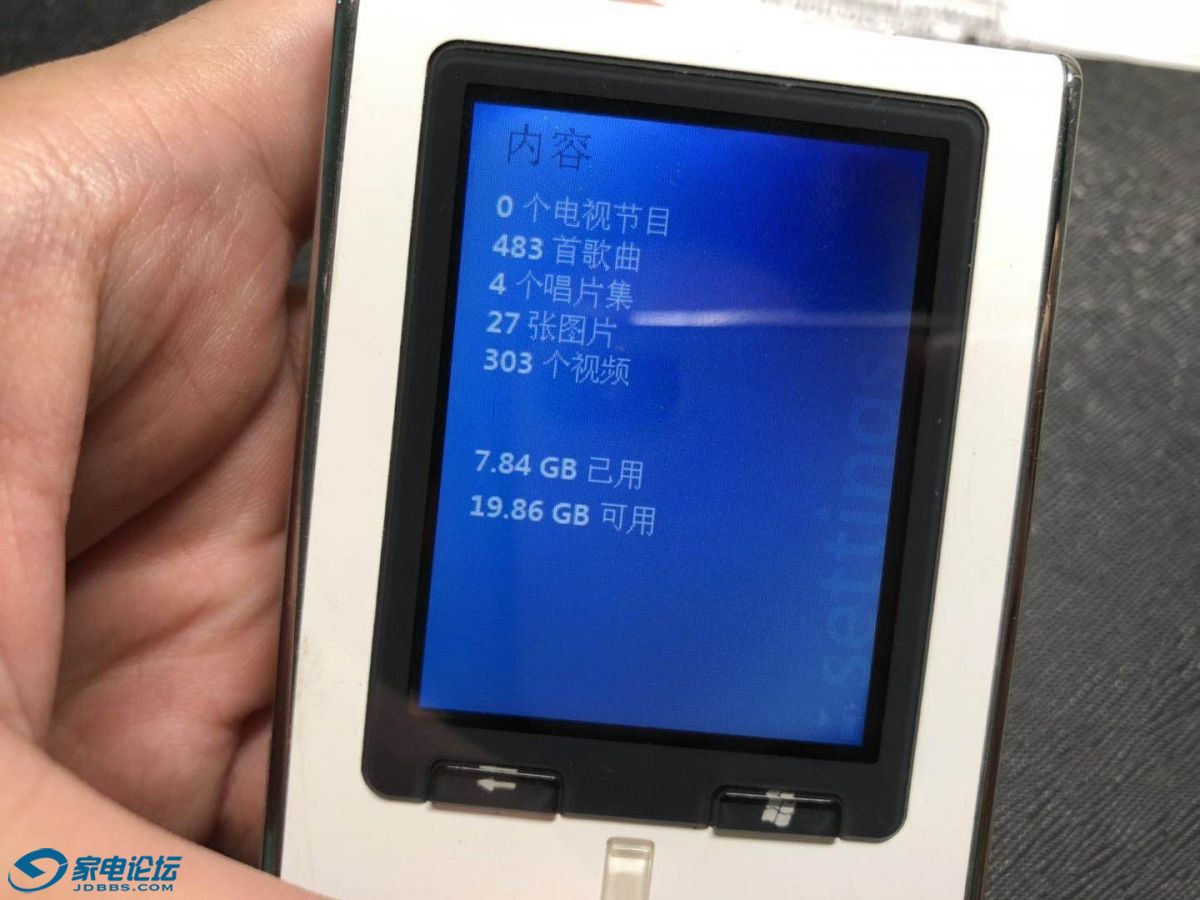 内容
0 个电视节目
483 首歌曲
4 个唱片集
27 张图片
303 个视频
7.84 GB 已用
19.86 GB 可用
settings
家电论坛
JDBBS.COM